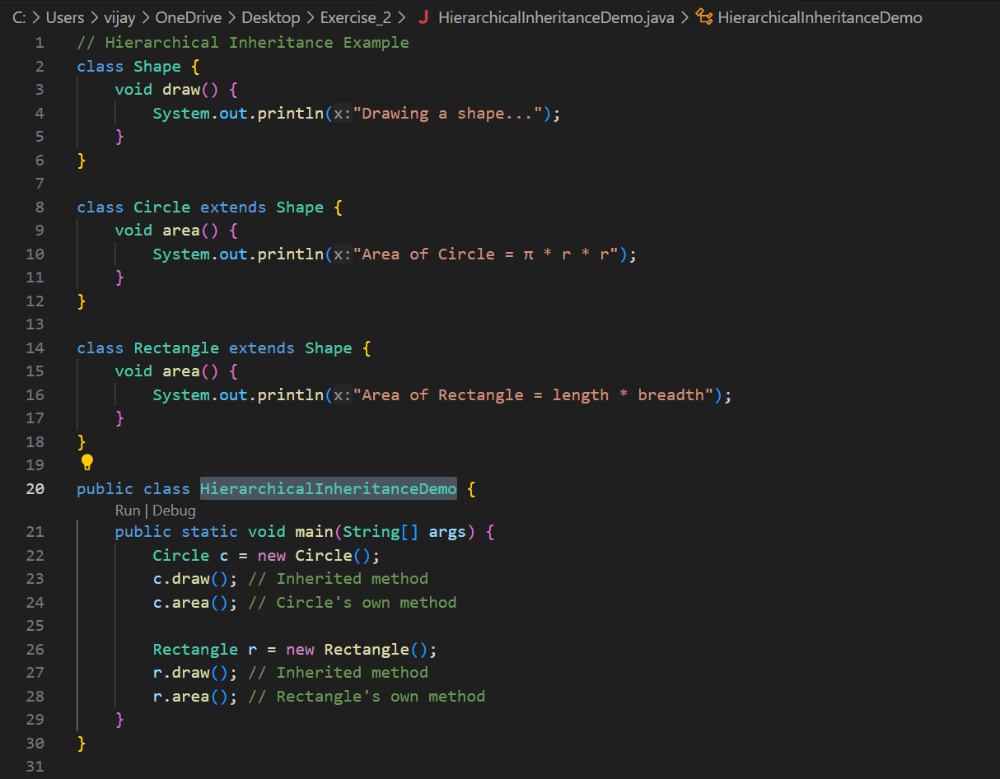 C: > Users > vijay > OneDrive > Desktop > Exercise_2 > J HierarchicalInheritanceDemo.java > HierarchicalInheritanceDemo
1 // Hierarchical Inheritance Example
2 class Shape {
3     void draw() {
4         System.out.println(x:"Drawing a shape...");
5     }
6 }
7
8 class Circle extends Shape {
9     void area() {
10         System.out.println(x:"Area of Circle = π * r * r");
11     }
12 }
13
14 class Rectangle extends Shape {
15     void area() {
16         System.out.println(x:"Area of Rectangle = length * breadth");
17     }
18 }
19
20 public class HierarchicalInheritanceDemo {
Run | Debug
21     public static void main(String[] args) {
22         Circle c = new Circle();
23         c.draw(); // Inherited method
24         c.area(); // Circle's own method
25
26         Rectangle r = new Rectangle();
27         r.draw(); // Inherited method
28         r.area(); // Rectangle's own method
29     }
30 }
31